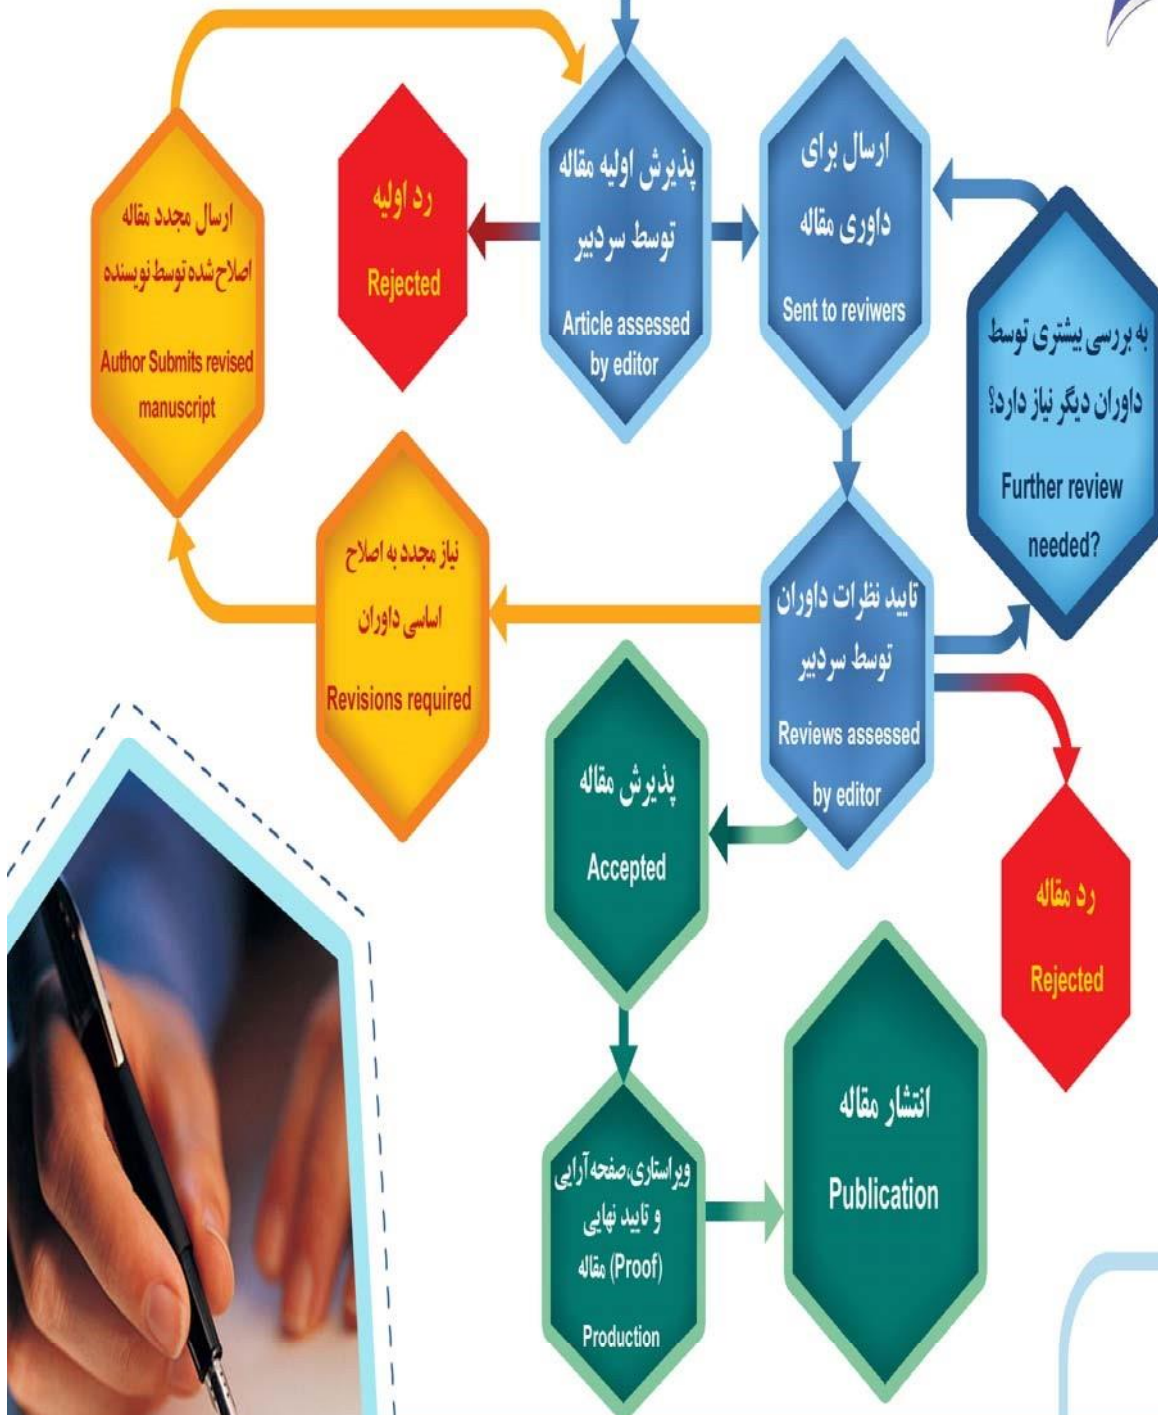 ارسال مجدد مقاله
اصلاح شده توسط نویسنده
Author Submits revised
manuscript
رد اولیه
Rejected
پذیرش اولیه مقاله
توسط سردبیر
Article assessed
by editor
ارسال برای
داوری مقاله
Sent to reviwers
به بررسی بیشتری توسط
داوران دیگر نیاز دارد؟
Further review
needed?
نیاز مجدد به اصلاح
اساسی داوران
Revisions required
تایید نظرات داوران
توسط سردبیر
Reviews assessed
by editor
پذیرش مقاله
Accepted
رد مقاله
Rejected
ویراستاری،صفحه آرایی
و تایید نهایی
مقاله (Proof)
Production
انتشار مقاله
Publication